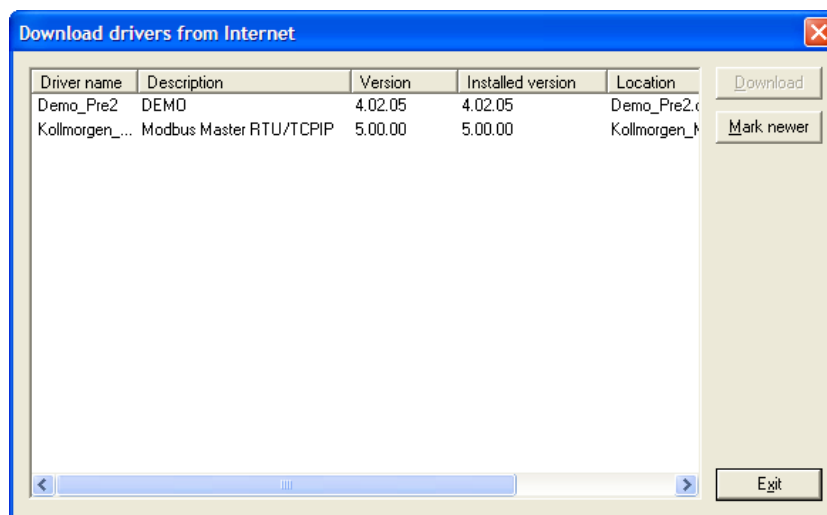 Download drivers from Internet
Driver name Description Version Installed version Location
Demo_Pre2 DEMO 4.02.05 4.02.05 Demo_Pre2.
Kollmorgen_... Modbus Master RTU/TCPIP 5.00.00 5.00.00 Kollmorgen_
Download
Mark newer
Exit